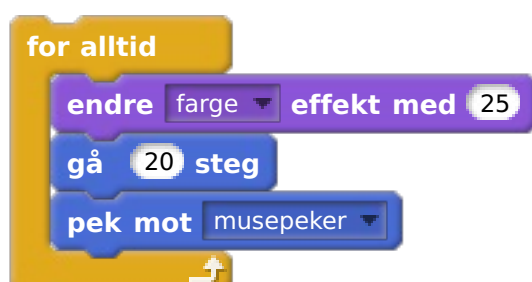 for alltid
endre farge effekt med 25
gå 20 steg
pek mot musepeker